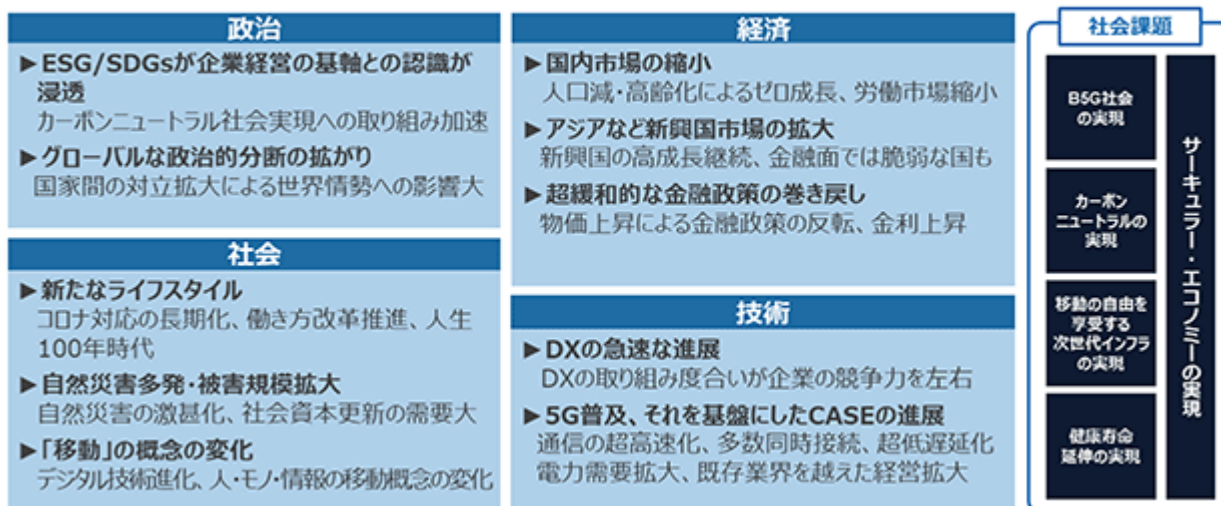 政治
▶ESG/SDGsが企業経営の基軸との認識が
浸透
カーボンニュートラル社会実現への取り組み加速
▶グローバルな政治的分断の拡がり
国家間の対立拡大による世界情勢への影響大
社会
▶新たなライフスタイル
コロナ対応の長期化、働き方改革推進、人生
100年時代
▶自然災害多発・被害規模拡大
自然災害の激甚化、社会資本更新の需要大
▶「移動」の概念の変化
デジタル技術進化、人・モノ・情報の移動概念の変化
経済
▶国内市場の縮小
人口減・高齢化によるゼロ成長、労働市場縮小
▶アジアなど新興国市場の拡大
新興国の高成長継続、金融面では脆弱な国も
▶超緩和的な金融政策の巻き戻し
物価上昇による金融政策の反転、金利上昇
技術
▶DXの急速な進展
DXの取り組み度合いが企業の競争力を左右
▶5G普及、それを基盤にしたCASEの進展
通信の超高速化、多数同時接続、超低遅延化
電力需要拡大、既存業界を越えた経営拡大
社会課題
B5G社会
の実現
カーボン
ニュートラルの
実現
移動の自由を
享受する
次世代インフラ
の実現
健康寿命
延伸の実現
サーキュラー・エコノミーの実現